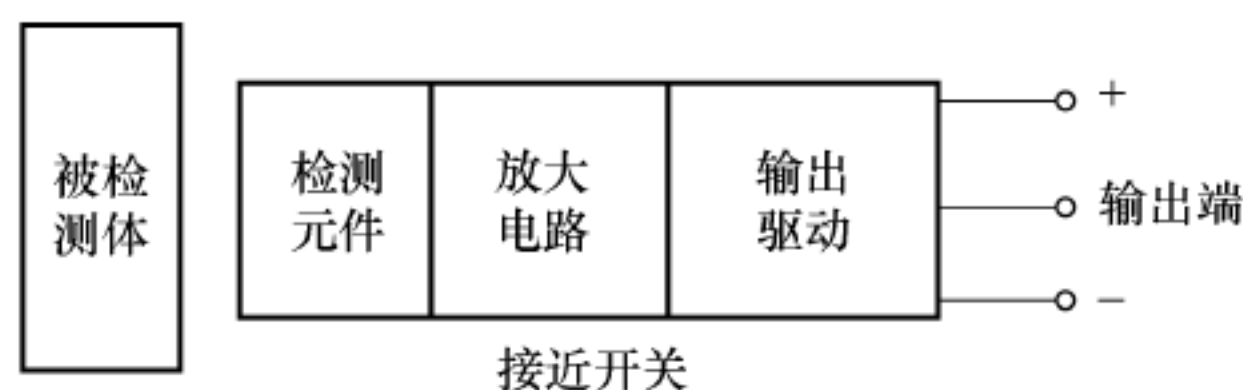 被检
测体
检测
元件
放大
电路
输出
驱动
+
输出端
−
接近开关